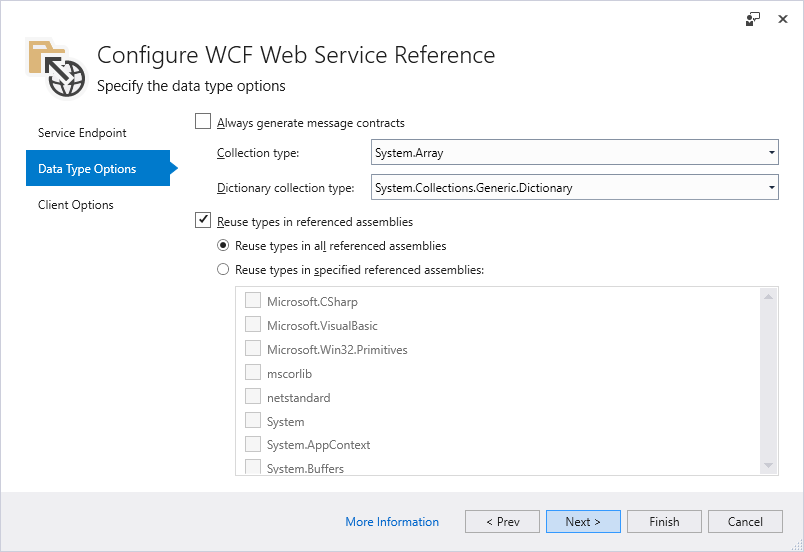 Configure WCF Web Service Reference
Specify the data type options
Service Endpoint
Data Type Options
Client Options
Always generate message contracts
Collection type: System.Array
Dictionary collection type: System.Collections.Generic.Dictionary
Reuse types in referenced assemblies
Reuse types in all referenced assemblies
Reuse types in specified referenced assemblies:
Microsoft.CSharp
Microsoft.VisualBasic
Microsoft.Win32.Primitives
mscorlib
netstandard
System
System.AppContext
System.Buffers
More Information < Prev Next > Finish Cancel